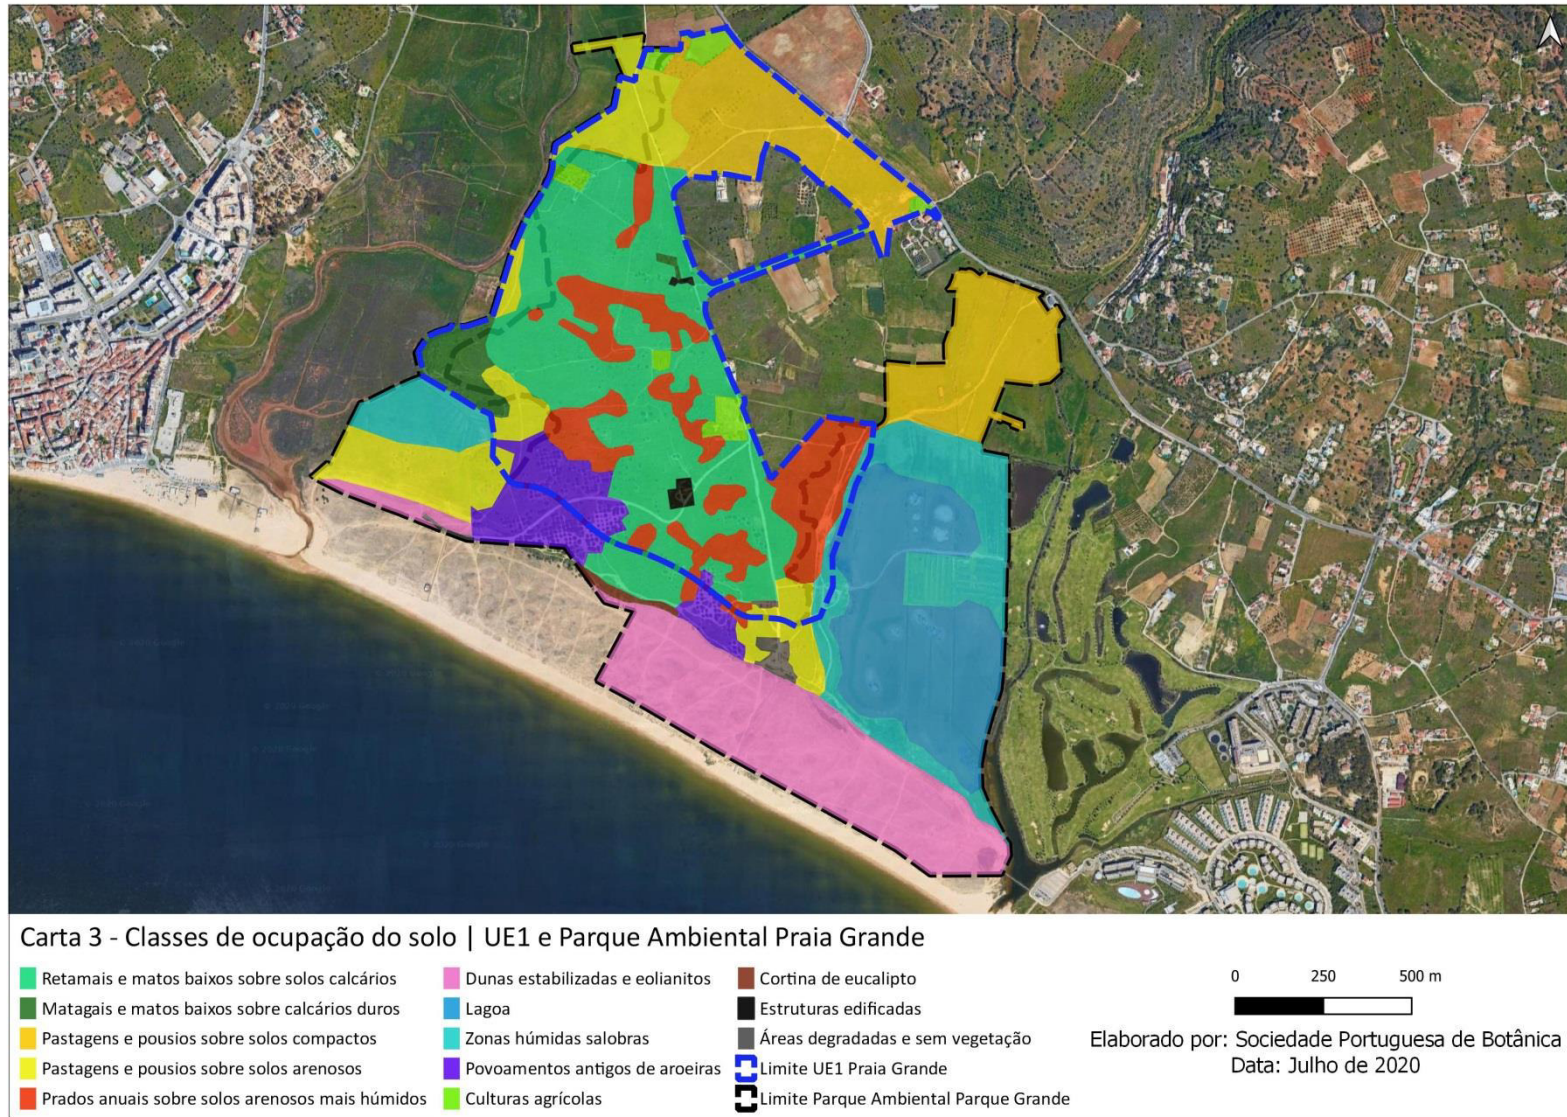 © 2020 Google
Carta 3 - Classes de ocupação do solo | UE1 e Parque Ambiental Praia Grande
Retamais e matos baixos sobre solos calcários
Matagais e matos baixos sobre calcários duros
Pastagens e pousios sobre solos compactos
Pastagens e pousios sobre solos arenosos
Prados anuais sobre solos arenosos mais húmidos
Dunas estabilizadas e eolianitos
Lagoa
Zonas húmidas salobras
Povoamentos antigos de aroeiras
Culturas agrícolas
Cortina de eucalipto
Estruturas edificadas
Áreas degradadas e sem vegetação
Limite UE1 Praia Grande
Limite Parque Ambiental Parque Grande
0 250 500 m
Elaborado por: Sociedade Portuguesa de Botânica
Data: Julho de 2020